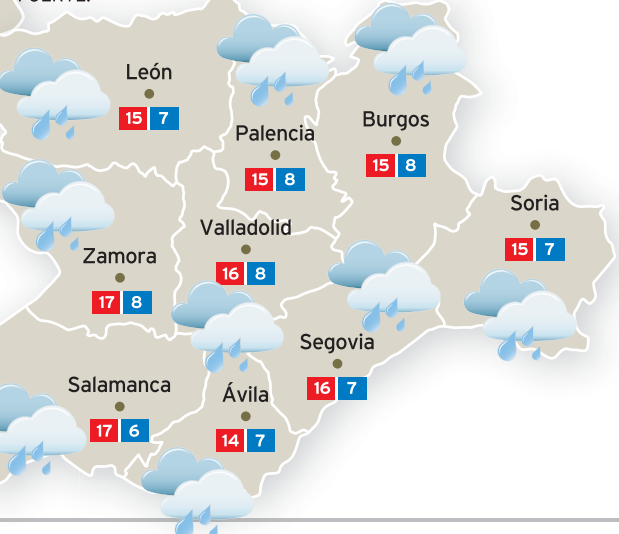 León
15 7
Palencia
15 8
Burgos
15 8
Soria
15 7
Valladolid
16 8
Zamora
17 8
Segovia
16 7
Salamanca
17 6
Ávila
14 7